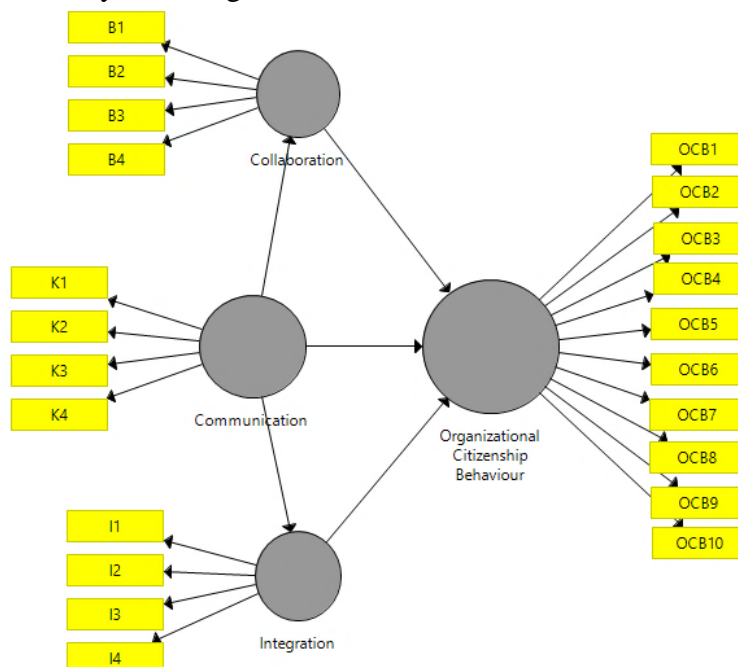 B1
B2
B3
B4
Collaboration
K1
K2
K3
K4
Communication
I1
I2
I3
I4
Integration
Organizational
Citizenship
Behaviour
OCB1
OCB2
OCB3
OCB4
OCB5
OCB6
OCB7
OCB8
OCB9
OCB10